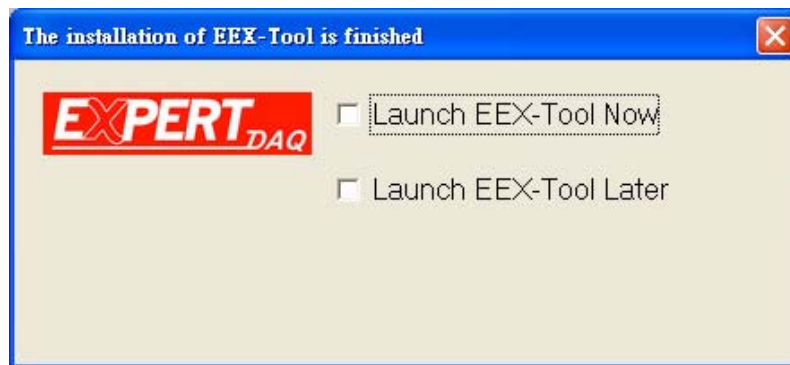 The installation of EEX-Tool is finished
EXPERT DAQ
Launch EEX-Tool Now
Launch EEX-Tool Later